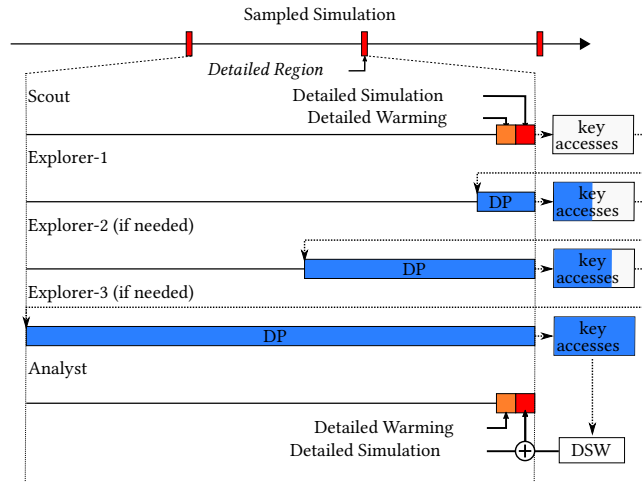 Sampled Simulation
Detailed Region
Scout
Detailed Simulation
Detailed Warming
key
accesses
Explorer-1
DP
key
accesses
Explorer-2 (if needed)
DP
key
accesses
Explorer-3 (if needed)
DP
key
accesses
Analyst
Detailed Warming
Detailed Simulation
DSW